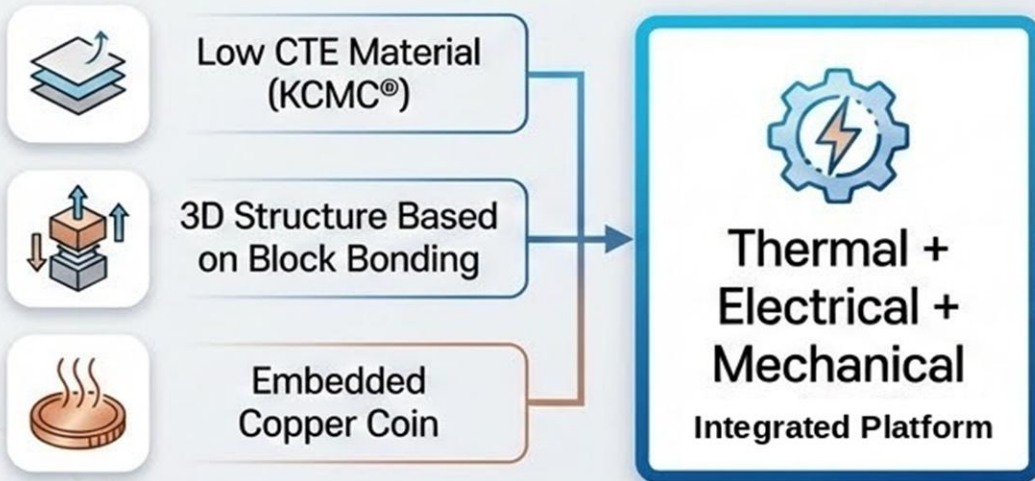 Low CTE Material
(KCMC®)
3D Structure Based
on Block Bonding
Embedded
Copper Coin
Thermal +
Electrical +
Mechanical
Integrated Platform